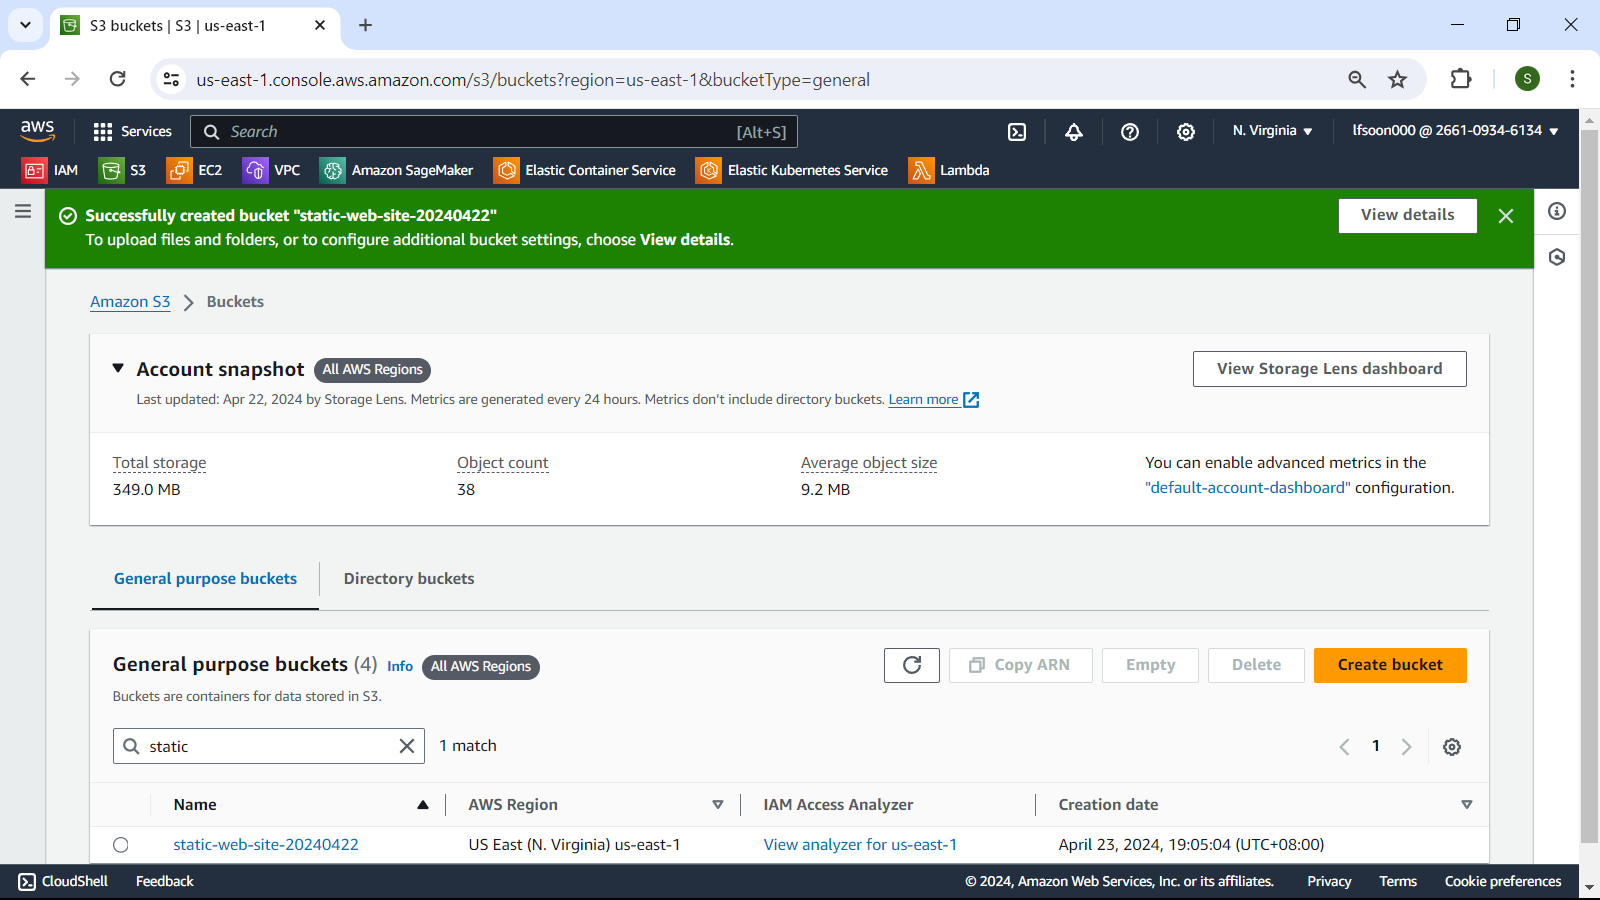 S3 buckets | S3 | us-east-1
us-east-1.console.aws.amazon.com/s3/buckets?region=us-east-1&bucketType=general
S
aws
Services
Search
[Alt+S]
N. Virginia
lfsoon000 @ 2661-0934-6134
IAM
S3
EC2
VPC
Amazon SageMaker
Elastic Container Service
Elastic Kubernetes Service
Lambda
Successfully created bucket "static-web-site-20240422"
To upload files and folders, or to configure additional bucket settings, choose View details.
View details
Amazon S3
Buckets
Account snapshot
All AWS Regions
View Storage Lens dashboard
Last updated: Apr 22, 2024 by Storage Lens. Metrics are generated every 24 hours. Metrics don't include directory buckets. Learn more
Total storage
349.0 MB
Object count
38
Average object size
9.2 MB
You can enable advanced metrics in the
"default-account-dashboard" configuration.
General purpose buckets
Directory buckets
General purpose buckets (4)
Info
All AWS Regions
Copy ARN
Empty
Delete
Create bucket
Buckets are containers for data stored in S3.
static
1 match
1
Name
AWS Region
IAM Access Analyzer
Creation date
static-web-site-20240422
US East (N. Virginia) us-east-1
View analyzer for us-east-1
April 23, 2024, 19:05:04 (UTC+08:00)
CloudShell
Feedback
© 2024, Amazon Web Services, Inc. or its affiliates.
Privacy
Terms
Cookie preferences